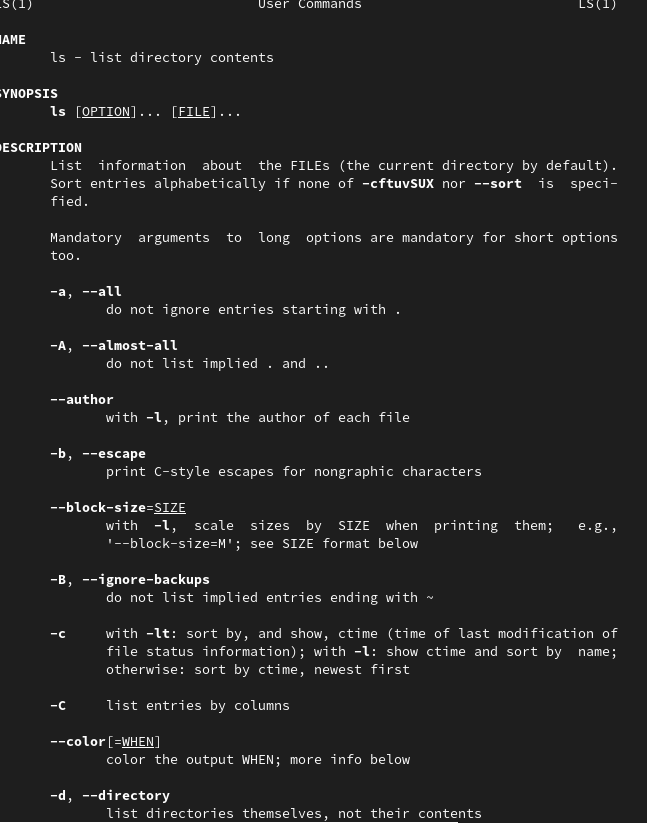 LS(1) User Commands LS(1)
NAME
ls - list directory contents
SYNOPSIS
ls [OPTION]... [FILE]...
DESCRIPTION
List information about the FILEs (the current directory by default).
Sort entries alphabetically if none of -cftuvSUX nor --sort is speci-
fied.
Mandatory arguments to long options are mandatory for short options
too.
-a, --all
do not ignore entries starting with .
-A, --almost-all
do not list implied . and ..
--author
with -l, print the author of each file
-b, --escape
print C-style escapes for nongraphic characters
--block-size=SIZE
with -l, scale sizes by SIZE when printing them; e.g.,
'--block-size=M'; see SIZE format below
-B, --ignore-backups
do not list implied entries ending with ~
-c with -lt: sort by, and show, ctime (time of last modification of
file status information); with -l: show ctime and sort by name;
otherwise: sort by ctime, newest first
-C list entries by columns
--color[=WHEN]
color the output WHEN; more info below
-d, --directory
list directories themselves, not their contents